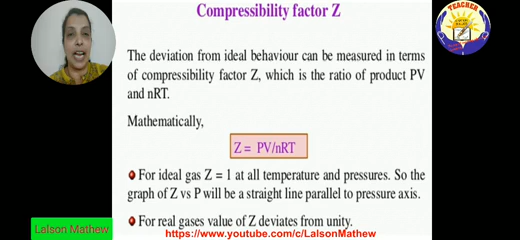 Compressibility factor Z
TEACHER
The deviation from ideal behaviour can be measured in terms
of compressibility factor Z, which is the ratio of product PV
and nRT.
Mathematically,
Z = PV/nRT
For ideal gas Z = 1 at all temperature and pressures. So the
graph of Z vs P will be a straight line parallel to pressure axis.
For real gases value of Z deviates from unity.
Lalson Mathew
https://www.youtube.com/c/LalsonMathew